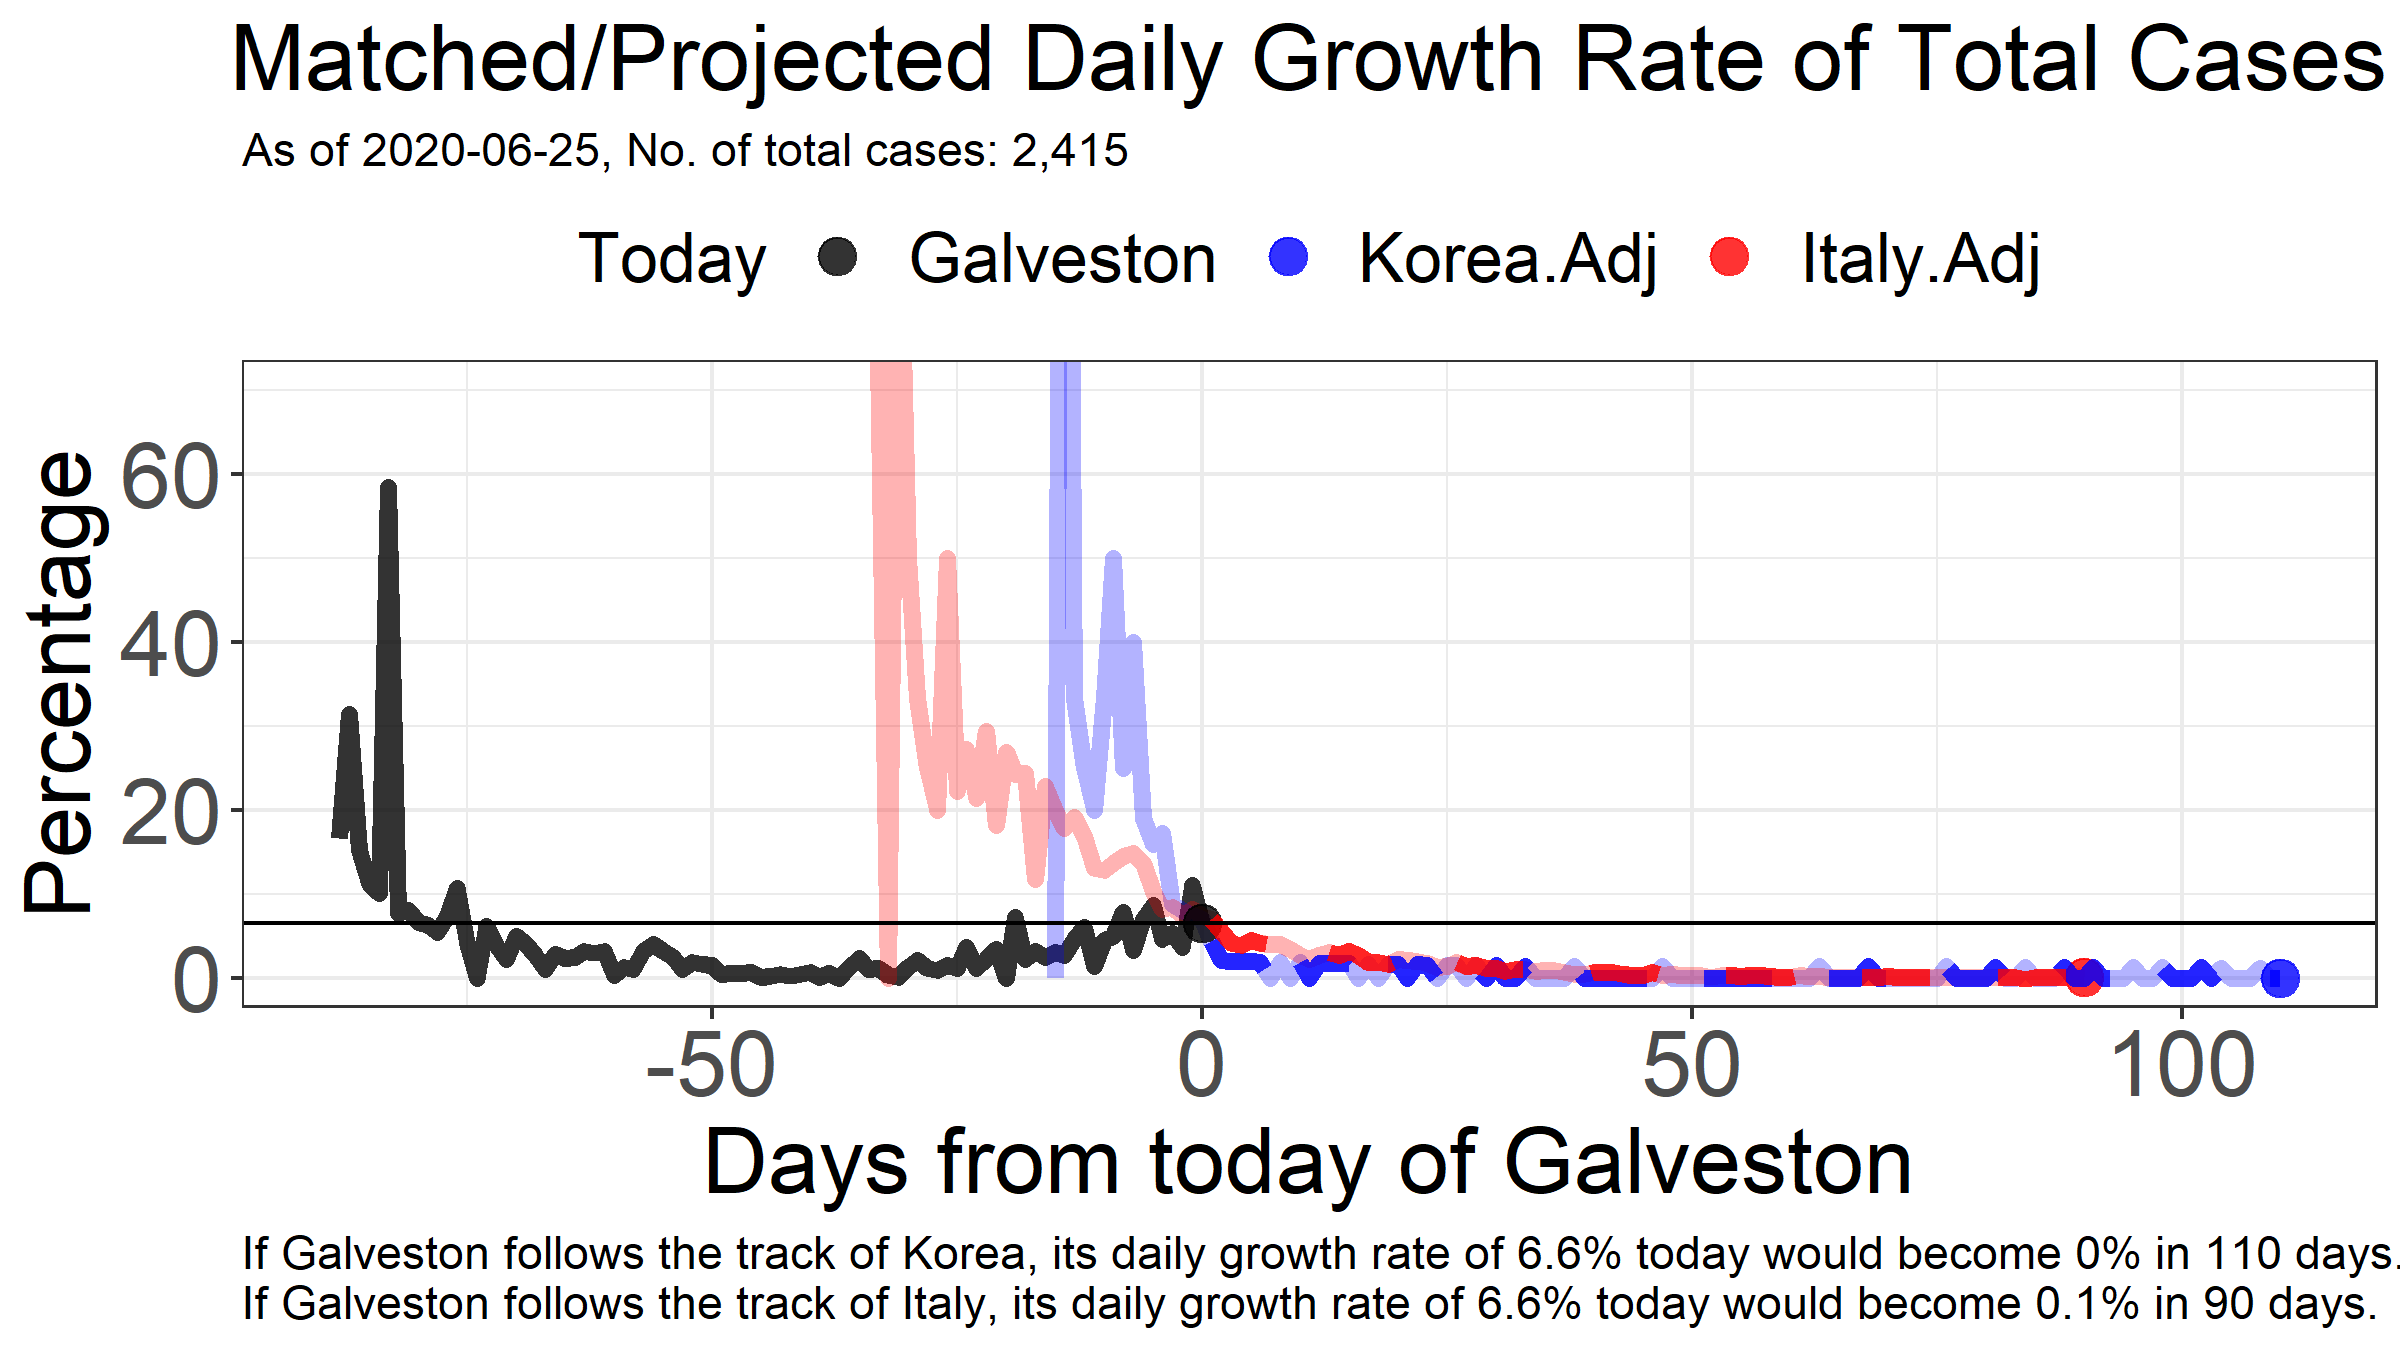 Matched/Projected Daily Growth Rate of Total Cases
As of 2020-06-25, No. of total cases: 2,415
Today Galveston Korea.Adj Italy.Adj
Percentage
60
40
20
0
-50 0 50 100
Days from today of Galveston
If Galveston follows the track of Korea, its daily growth rate of 6.6% today would become 0% in 110 days.
If Galveston follows the track of Italy, its daily growth rate of 6.6% today would become 0.1% in 90 days.